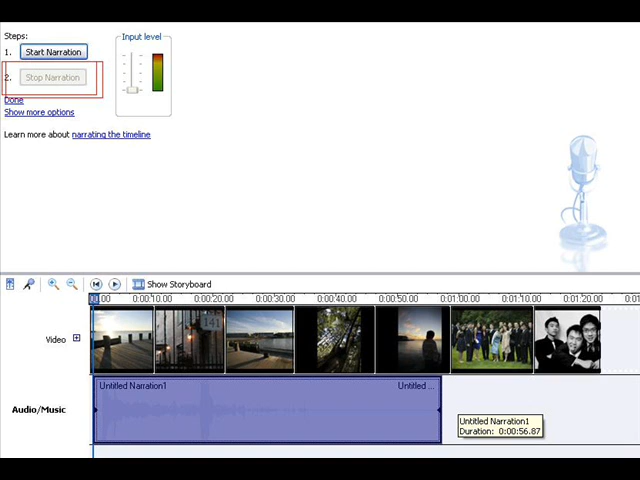 Steps:
Input level
1. Start Narration
2. Stop Narration
Done
Show more options
Learn more about narrating the timeline
Show Storyboard
0:00:10.00 0:00:20.00 0:00:30.00 0:00:40.00 0:00:50.00 0:01:00.00 0:01:10.00 0:01:20.00
Video
141
Untitled Narration1 Untitled ...
Audio/Music
Untitled Narration1
Duration: 0:00:56.87